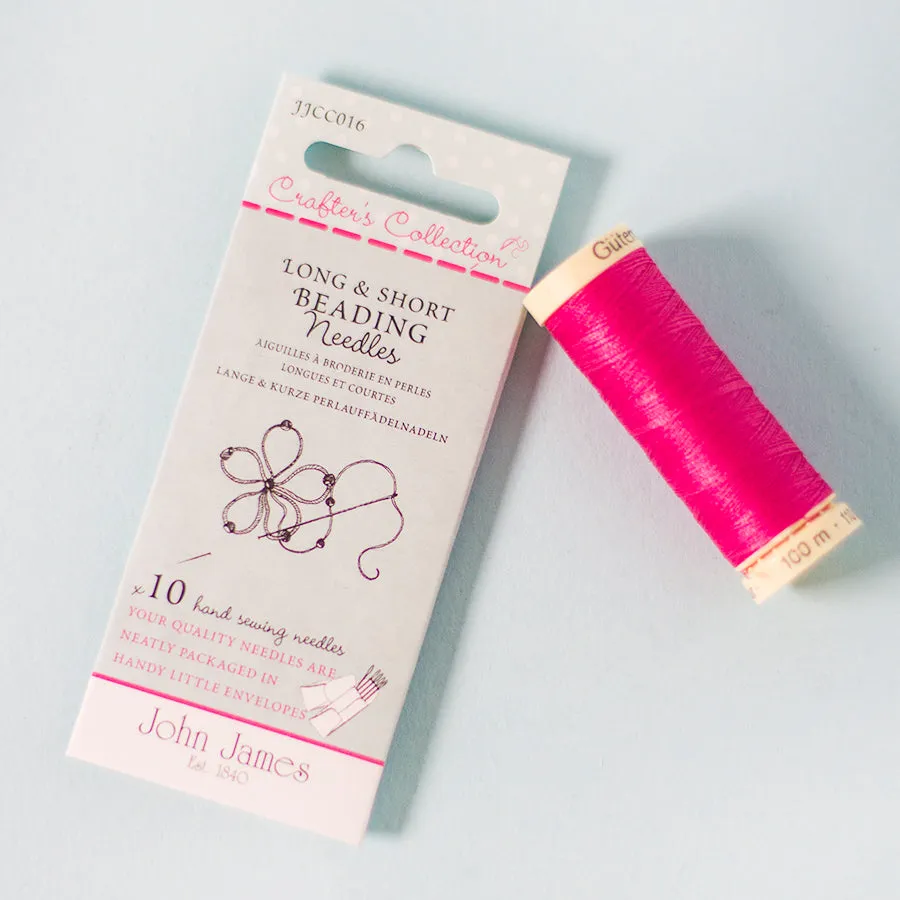 JJCC016
Crafter's Collection
LONG & SHORT
BEADING
Needles
AIGUILLES À BRODERIE EN PERLES
LONGUES ET COURTES
LANGE & KURZE PERLAUFFÄDELNADELN
x 10 hand sewing needles
YOUR QUALITY NEEDLES ARE
NEATLY PACKAGED IN
HANDY LITTLE ENVELOPES
John James
Est. 1840
Güter
100 m ·